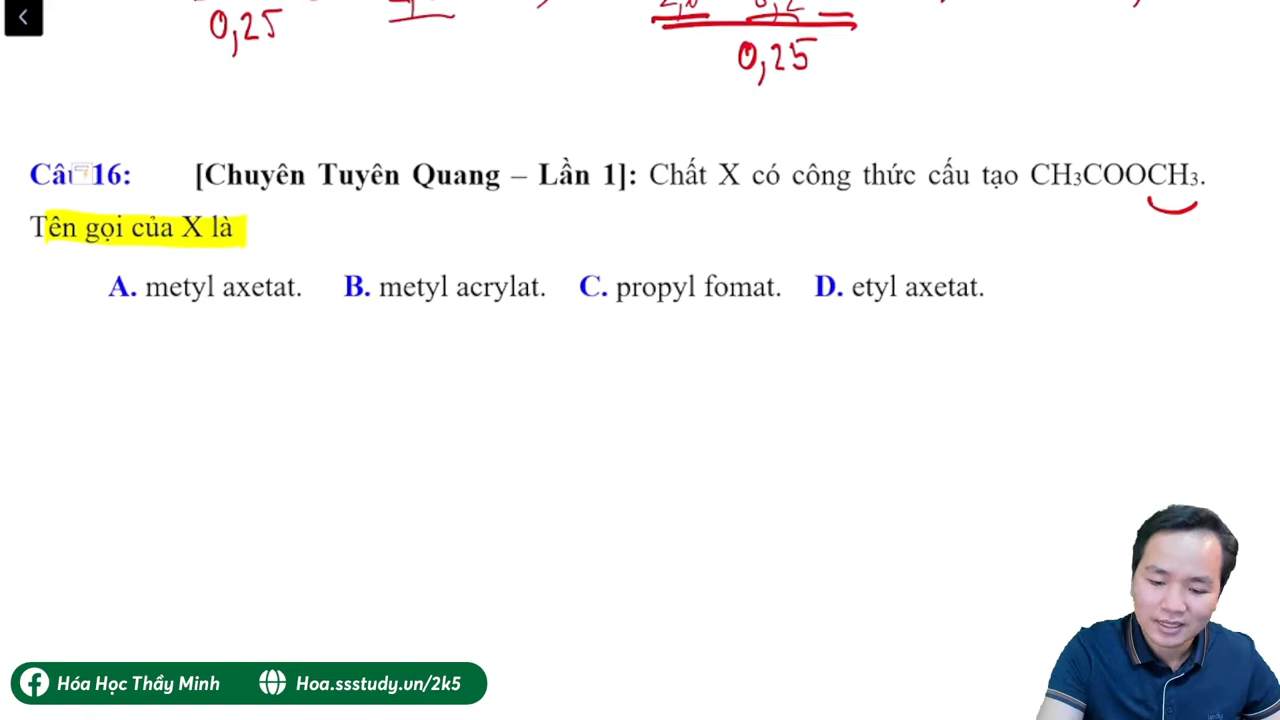 0,25
0,25
Câu 16: [Chuyên Tuyên Quang – Lần 1]: Chất X có công thức cấu tạo CH₃COOCH₃.
Tên gọi của X là
A. metyl axetat. B. metyl acrylat. C. propyl fomat. D. etyl axetat.
Hóa Học Thầy Minh Hoa.ssstudy.vn/2k5